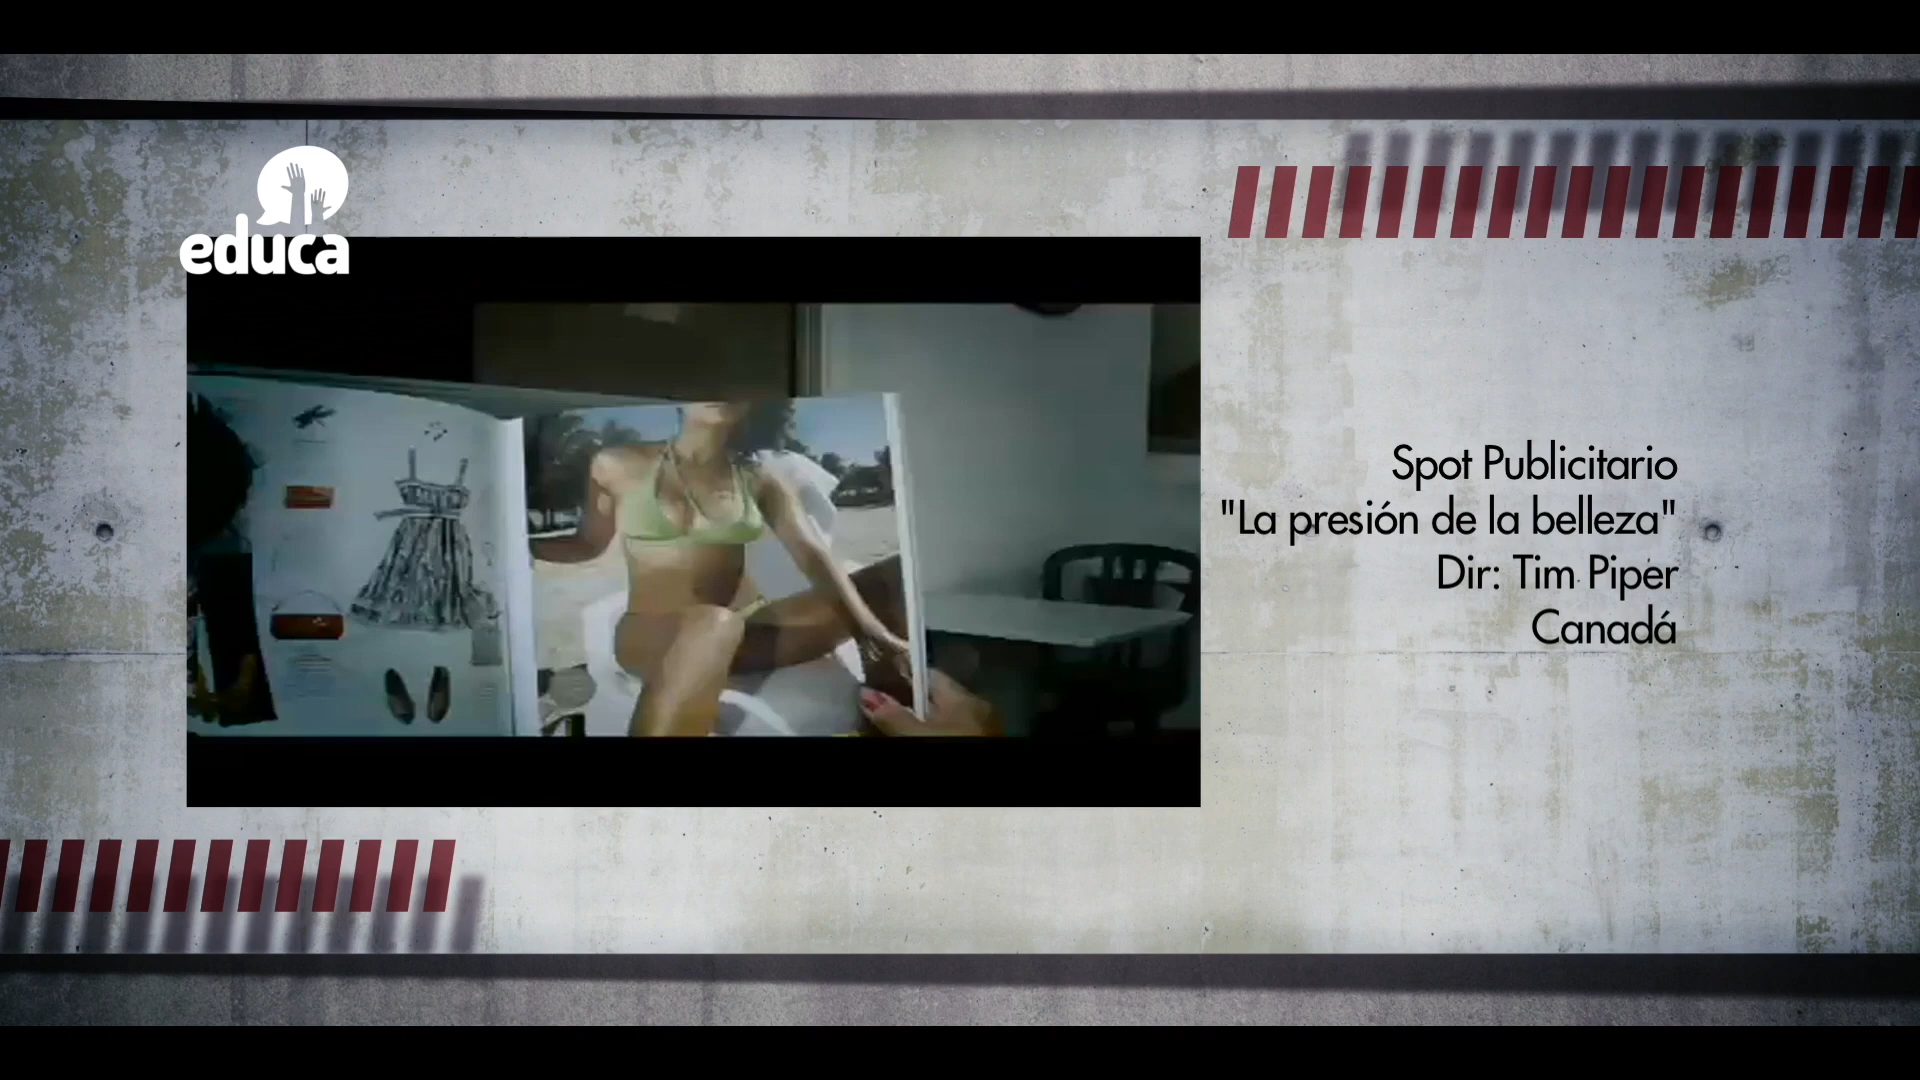 educa
Spot Publicitario
"La presión de la belleza"
Dir: Tim Piper
Canadá